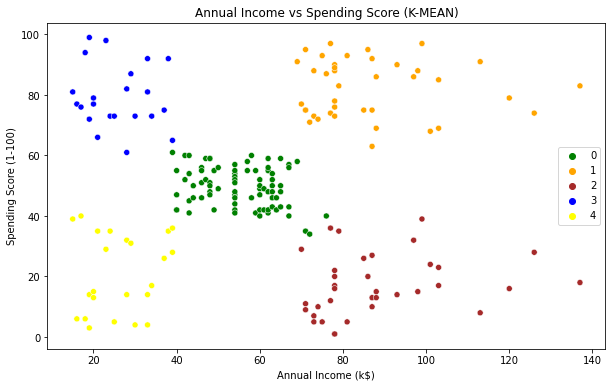 Annual Income vs Spending Score (K-MEAN)
100
80
60
40
20
0
Spending Score (1-100)
0
1
2
3
4
20 40 60 80 100 120 140
Annual Income (k$)